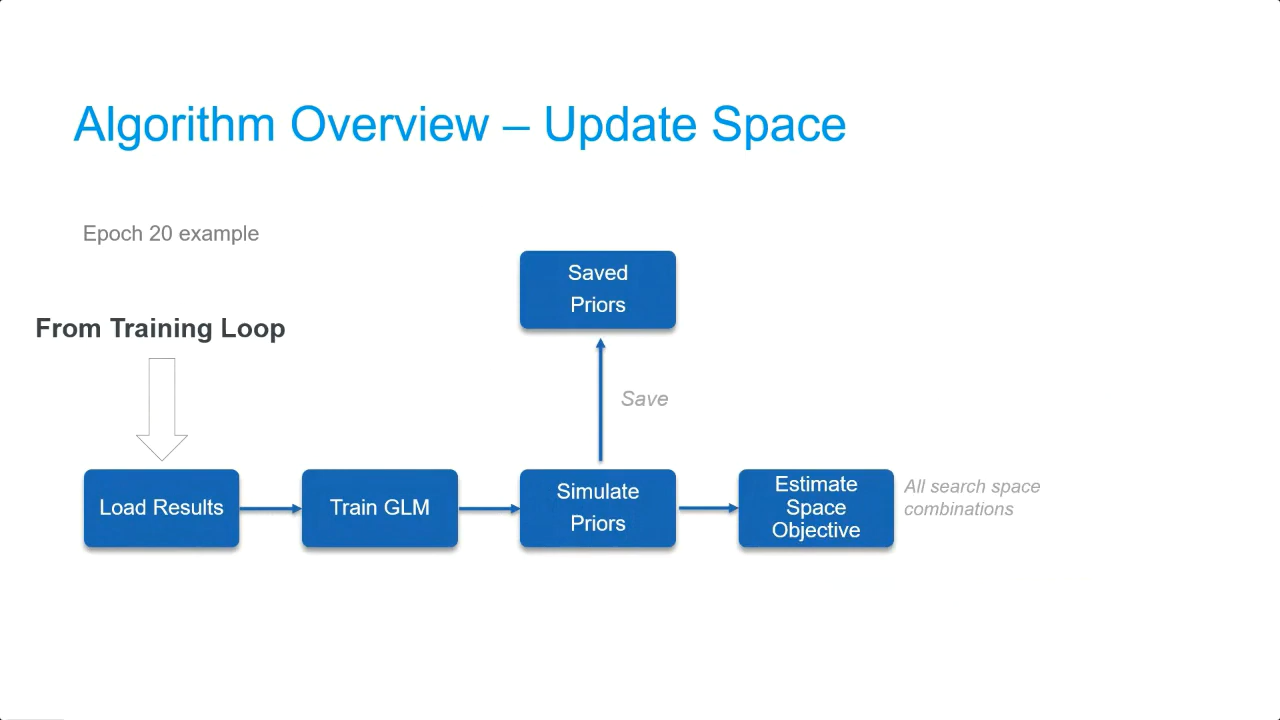 Algorithm Overview – Update Space
Epoch 20 example
Saved
Priors
From Training Loop
Save
Load Results
Train GLM
Simulate
Priors
Estimate
Space
Objective
All search space
combinations